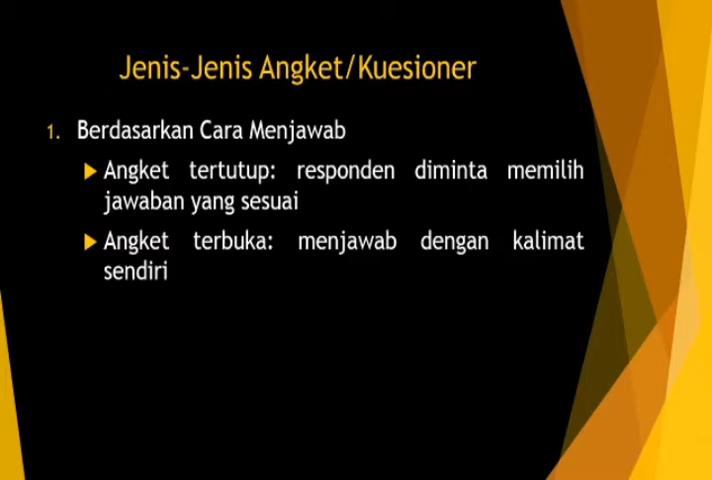 Jenis-Jenis Angket/Kuesioner
1. Berdasarkan Cara Menjawab
Angket tertutup: responden diminta memilih
jawaban yang sesuai
Angket terbuka: menjawab dengan kalimat
sendiri